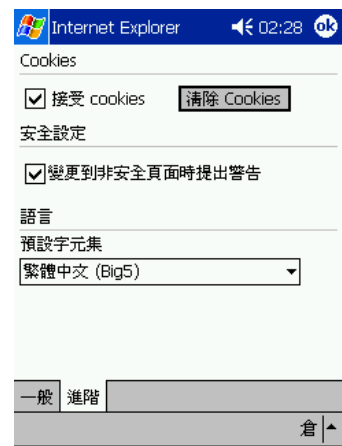 Internet Explorer 02:28 ok
Cookies
接受 cookies 清除 Cookies
安全設定
變更到非安全頁面時提出警告
語言
預設字元集
繁體中文 (Big5)
一般 進階
倉